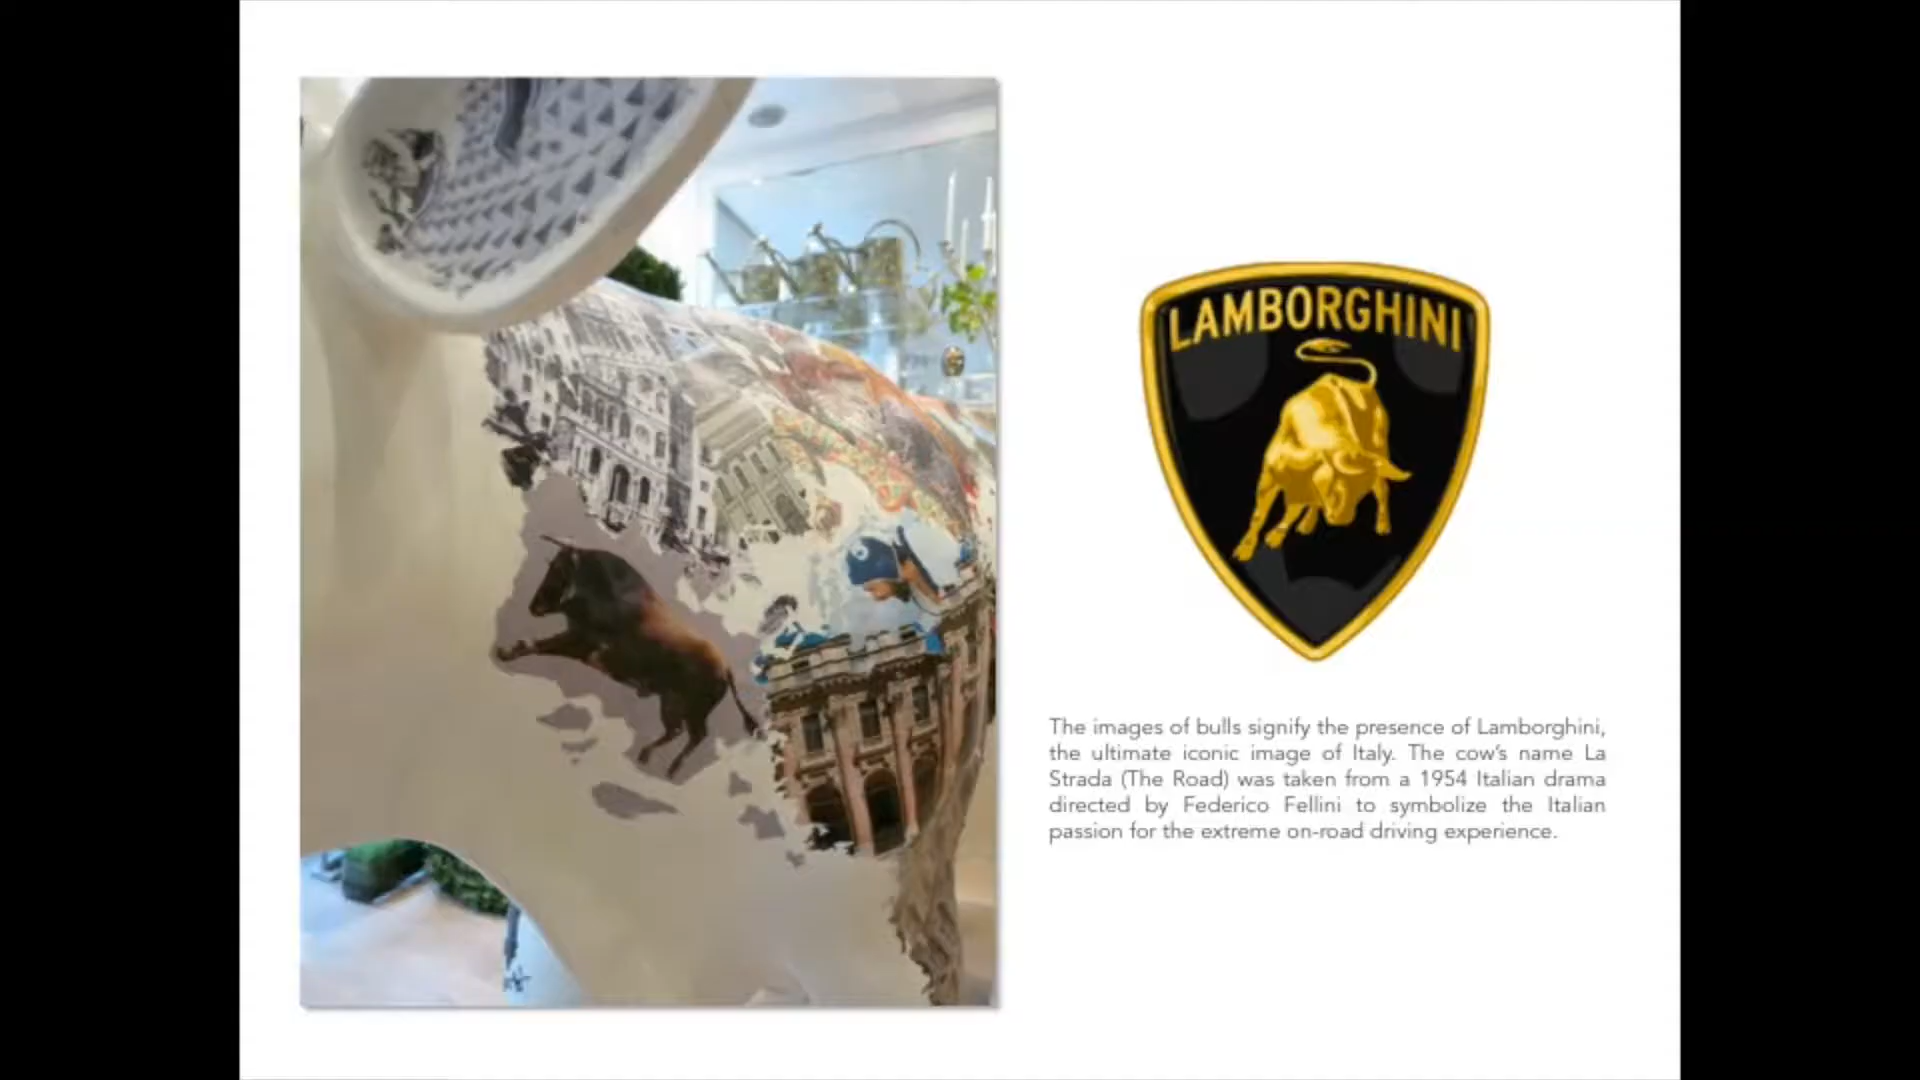 LAMBORGHINI
The images of bulls signify the presence of Lamborghini,
the ultimate iconic image of Italy. The cow's name La
Strada (The Road) was taken from a 1954 Italian drama
directed by Federico Fellini to symbolize the Italian
passion for the extreme on-road driving experience.